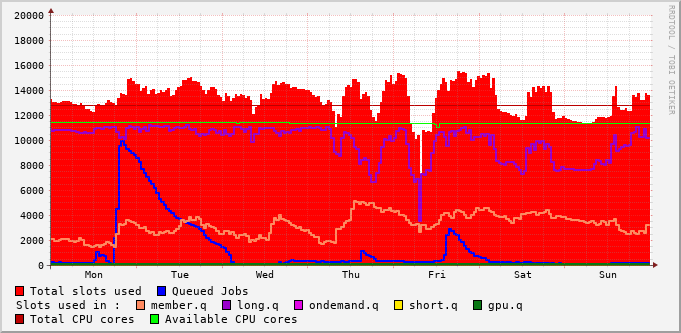 20000
18000
16000
14000
12000
10000
8000
6000
4000
2000
0
Mon Tue Wed Thu Fri Sat Sun
RRDTOOL / TOBI OETIKER
Total slots used Queued Jobs
Slots used in : member.q long.q ondemand.q short.q gpu.q
Total CPU cores Available CPU cores